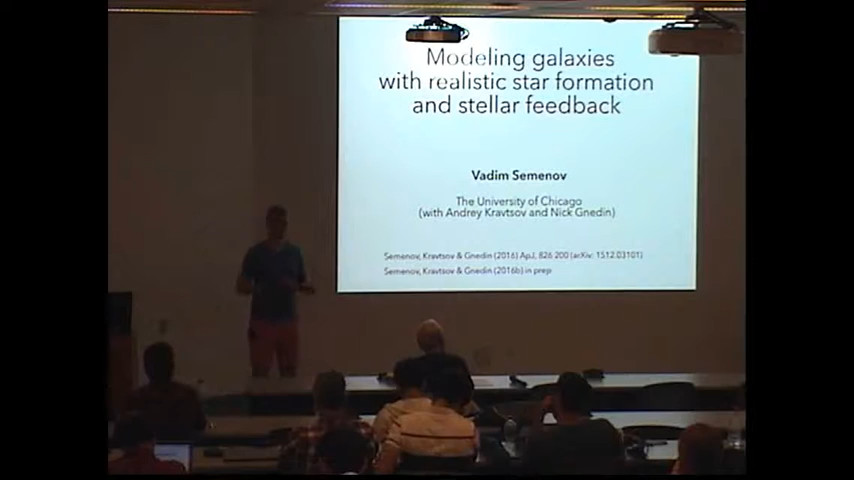 Modeling galaxies
with realistic star formation
and stellar feedback
Vadim Semenov
The University of Chicago
(with Andrey Kravtsov and Nick Gnedin)
Semenov, Kravtsov & Gnedin (2016) ApJ, 826 200 (arXiv: 1512.03101)
Semenov, Kravtsov & Gnedin (2016b) in prep